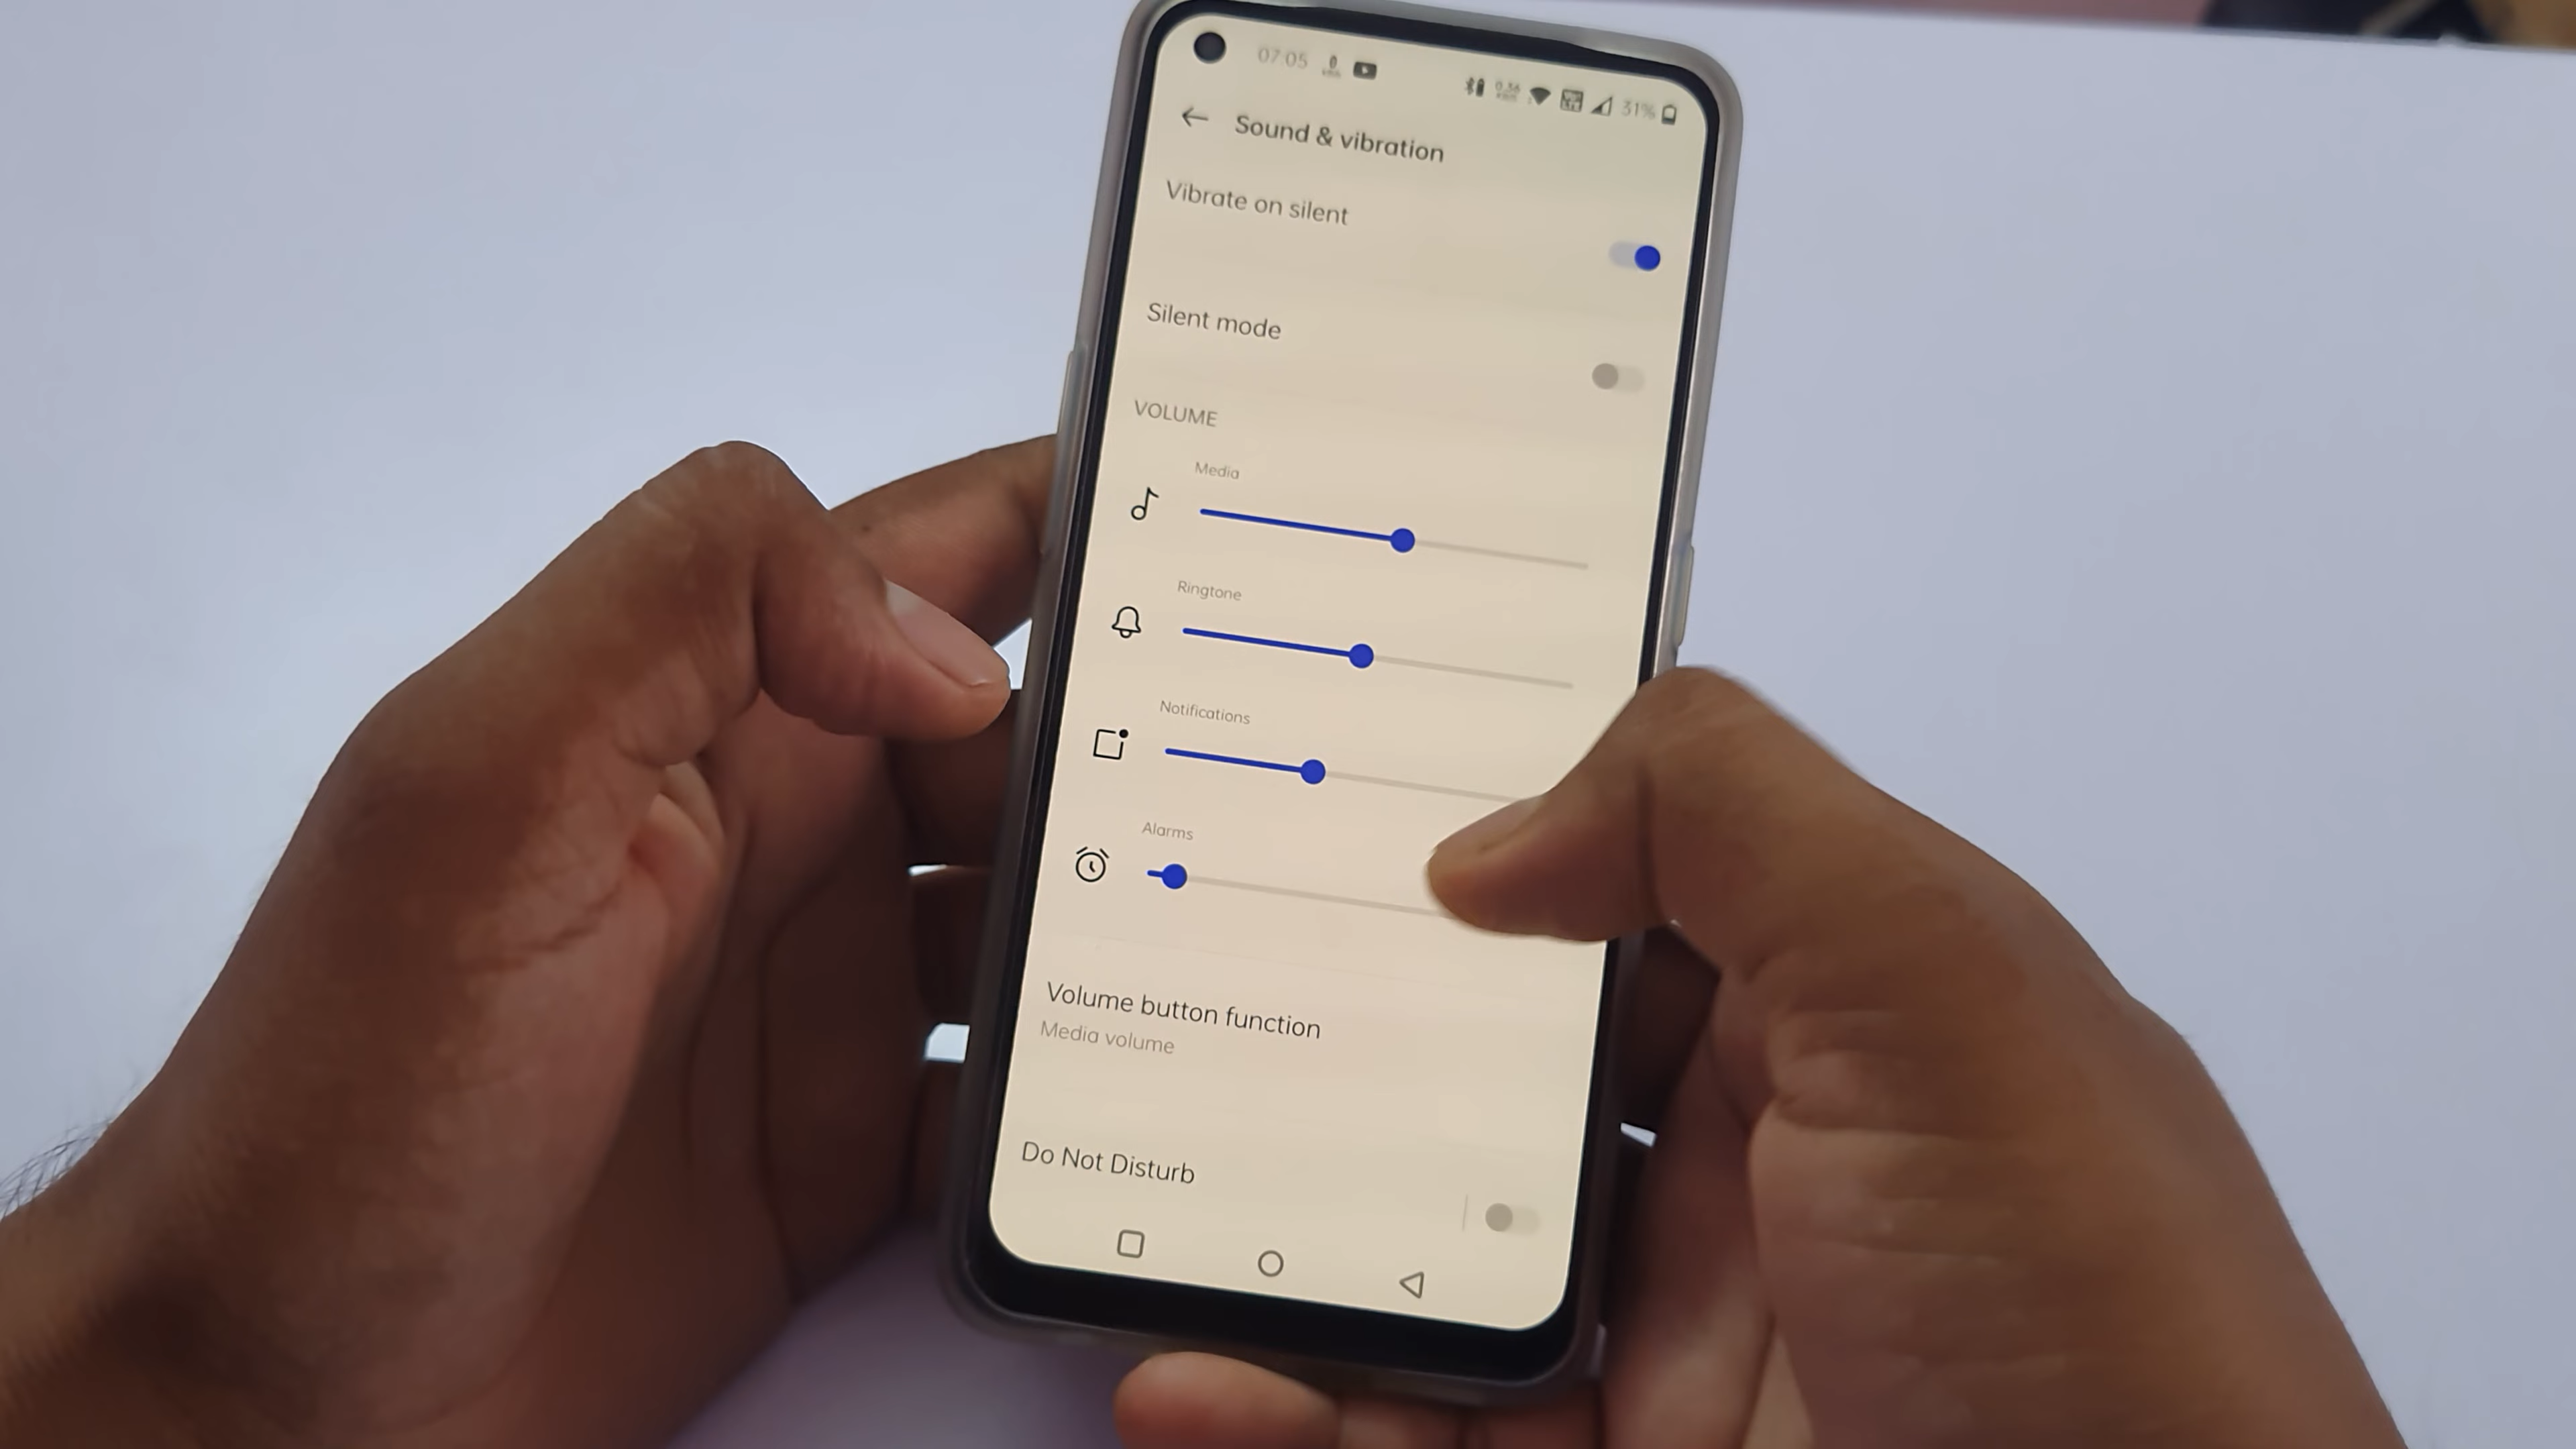 07:05 31%
Sound & vibration
Vibrate on silent
Silent mode
VOLUME
Media
Ringtone
Notifications
Alarms
Volume button function
Media volume
Do Not Disturb